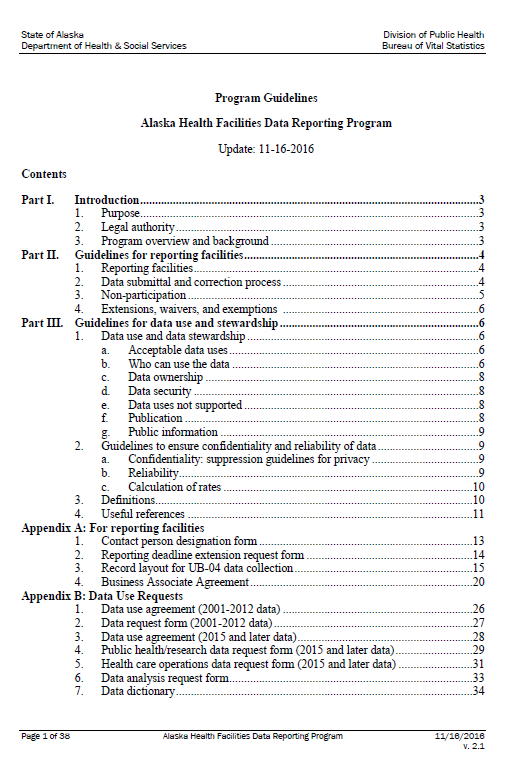 State of Alaska Division of Public Health
Department of Health & Social Services Bureau of Vital Statistics
Program Guidelines
Alaska Health Facilities Data Reporting Program
Update: 11-16-2016
Contents
Part I. Introduction....................3
1. Purpose....................3
2. Legal authority....................3
3. Program overview and background....................3
Part II. Guidelines for reporting facilities....................4
1. Reporting facilities....................4
2. Data submittal and correction process....................4
3. Non-participation....................5
4. Extensions, waivers, and exemptions ....................6
Part III. Guidelines for data use and stewardship....................6
1. Data use and data stewardship....................6
a. Acceptable data uses....................6
b. Who can use the data....................6
c. Data ownership....................8
d. Data security....................8
e. Data uses not supported....................8
f. Publication....................8
g. Public information....................9
2. Guidelines to ensure confidentiality and reliability of data....................9
a. Confidentiality: suppression guidelines for privacy....................9
b. Reliability....................9
c. Calculation of rates....................10
3. Definitions....................10
4. Useful references....................11
Appendix A: For reporting facilities
1. Contact person designation form....................13
2. Reporting deadline extension request form....................14
3. Record layout for UB-04 data collection....................15
4. Business Associate Agreement....................20
Appendix B: Data Use Requests
1. Data use agreement (2001-2012 data)....................26
2. Data request form (2001-2012 data)....................27
3. Data use agreement (2015 and later data)....................28
4. Public health/research data request form (2015 and later data)....................29
5. Health care operations data request form (2015 and later data)....................31
6. Data analysis request form....................33
7. Data dictionary....................34
Page 1 of 38 Alaska Health Facilities Data Reporting Program 11/16/2016
v. 2.1